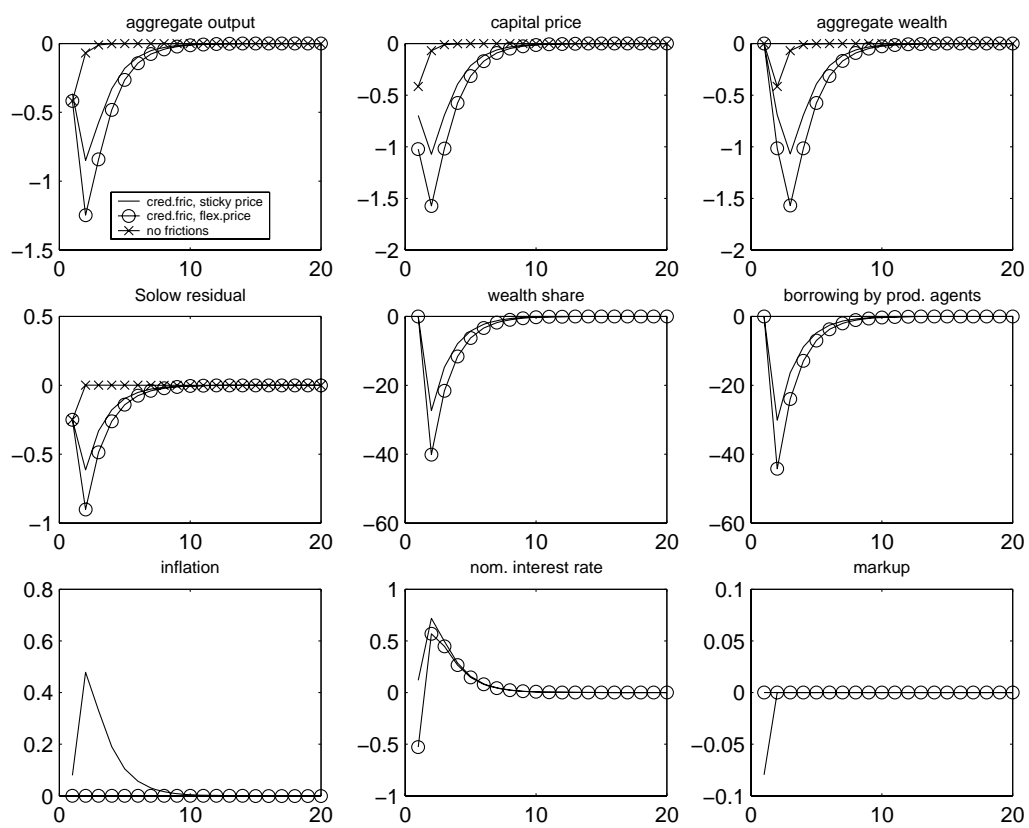 aggregate output
capital price
aggregate wealth
0
−0.5
−1
−1.5
0 10 20
cred.fric, sticky price
cred.fric, flex.price
no frictions
0
−0.5
−1
−1.5
−2
0 10 20
0
−0.5
−1
−1.5
−2
0 10 20
Solow residual
wealth share
borrowing by prod. agents
0.5
0
−0.5
−1
0 10 20
0
−20
−40
−60
0 10 20
0
−20
−40
−60
0 10 20
inflation
nom. interest rate
markup
0.8
0.6
0.4
0.2
0
0 10 20
1
0.5
0
−0.5
−1
0 10 20
0.1
0.05
0
−0.05
−0.1
0 10 20